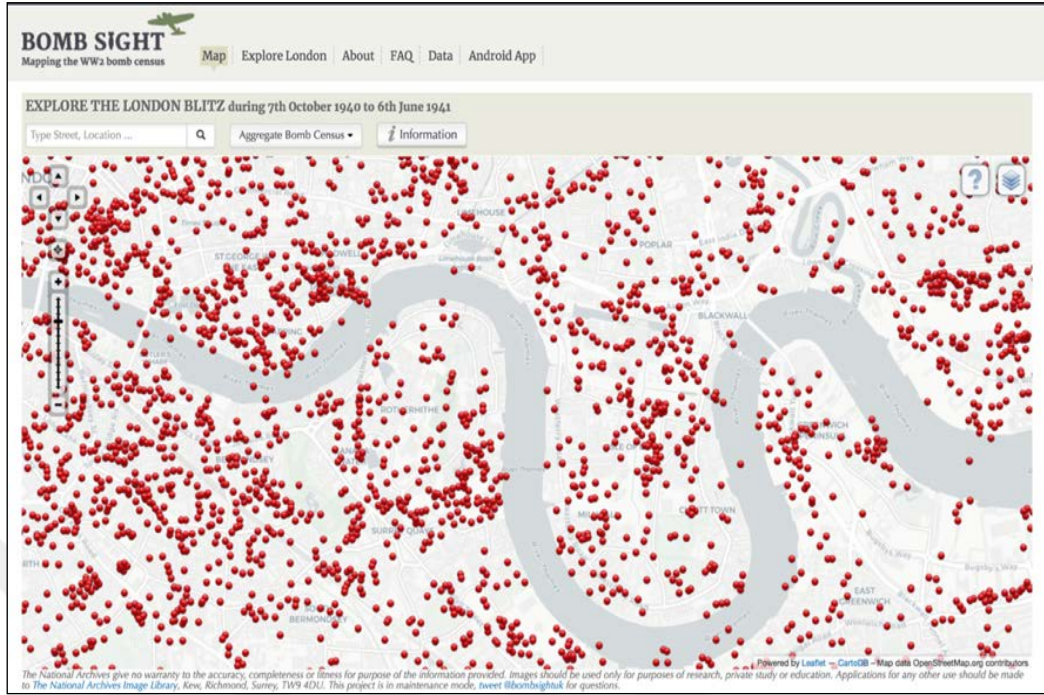 BOMB SIGHT
Mapping the WW2 bomb census
Map Explore London About FAQ Data Android App
EXPLORE THE LONDON BLITZ during 7th October 1940 to 6th June 1941
Type Street, Location ...
Aggregate Bomb Census
i Information
?
POPLAR
BLACKWALL
ROTHERHITHE
SURREY QUAYS
BERMONDSEY
EAST
GREENWICH
Bugsby's Way
Powered by Leaflet — CartoDB – Map data OpenStreetMap.org contributors
The National Archives give no warranty to the accuracy, completeness or fitness for purpose of the information provided. Images should be used only for purposes of research, private study or education. Applications for any other use should be made
to The National Archives Image Library, Kew, Richmond, Surrey, TW9 4DU. This project is in maintenance mode, tweet @bombsightuk for questions.